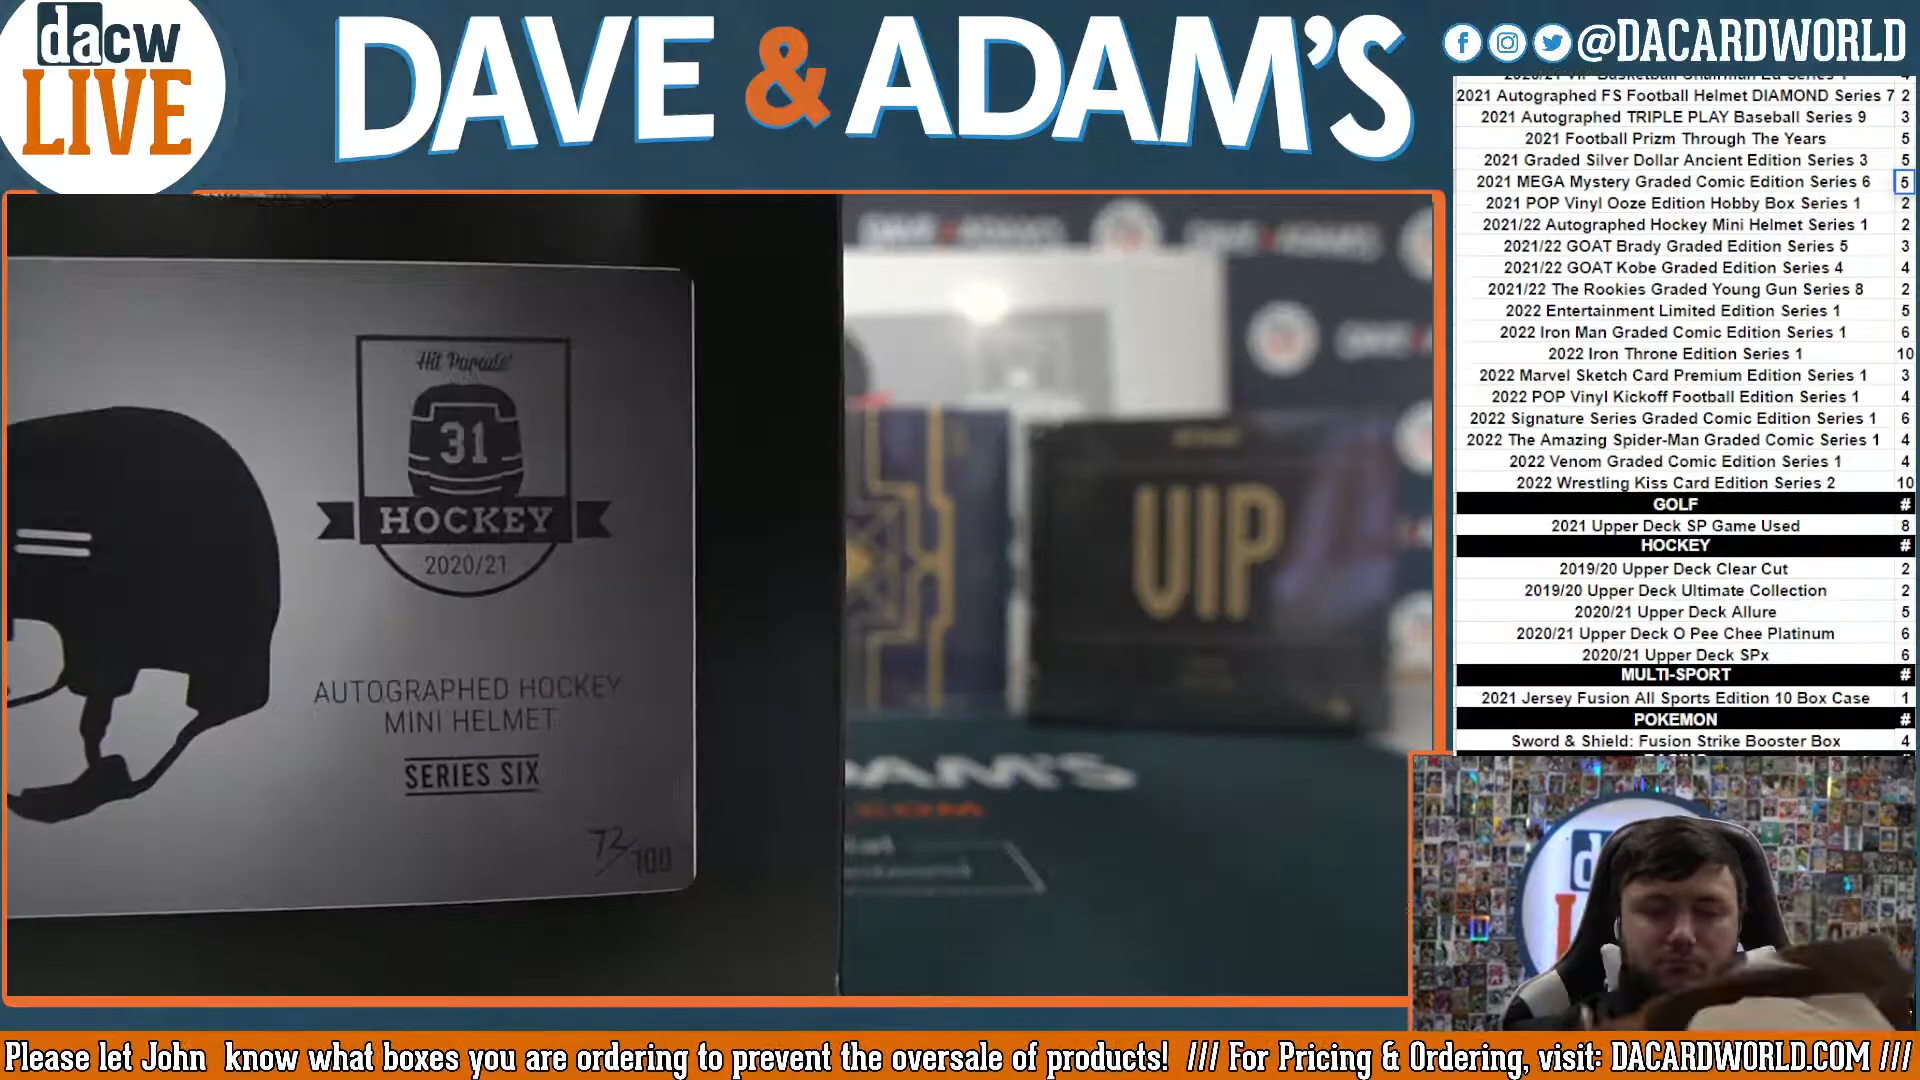 dacw
LIVE
DAVE & ADAM'S
@DACARDWORLD
2021 Autographed FS Football Helmet DIAMOND Series 7 2
2021 Autographed TRIPLE PLAY Baseball Series 9 3
2021 Football Prizm Through The Years 5
2021 Graded Silver Dollar Ancient Edition Series 3 5
2021 MEGA Mystery Graded Comic Edition Series 6 5
2021 POP Vinyl Ooze Edition Hobby Box Series 1 2
2021/22 Autographed Hockey Mini Helmet Series 1 2
2021/22 GOAT Brady Graded Edition Series 5 3
2021/22 GOAT Kobe Graded Edition Series 4 4
2021/22 The Rookies Graded Young Gun Series 8 2
2022 Entertainment Limited Edition Series 1 5
2022 Iron Man Graded Comic Edition Series 1 6
2022 Iron Throne Edition Series 1 10
2022 Marvel Sketch Card Premium Edition Series 1 3
2022 POP Vinyl Kickoff Football Edition Series 1 4
2022 Signature Series Graded Comic Edition Series 1 6
2022 The Amazing Spider-Man Graded Comic Series 1 4
2022 Venom Graded Comic Edition Series 1 4
2022 Wrestling Kiss Card Edition Series 2 10
GOLF #
2021 Upper Deck SP Game Used 8
HOCKEY #
2019/20 Upper Deck Clear Cut 2
2019/20 Upper Deck Ultimate Collection 2
2020/21 Upper Deck Allure 5
2020/21 Upper Deck O Pee Chee Platinum 6
2020/21 Upper Deck SPx 6
MULTI-SPORT #
2021 Jersey Fusion All Sports Edition 10 Box Case 1
POKEMON #
Sword & Shield: Fusion Strike Booster Box 4
Hit Parade
31
HOCKEY
2020/21
AUTOGRAPHED HOCKEY
MINI HELMET
SERIES SIX
72/100
VIP
DAVE & ADAM'S
ADAM'S
.COM
Please let John know what boxes you are ordering to prevent the oversale of products! /// For Pricing & Ordering, visit: DACARDWORLD.COM ///